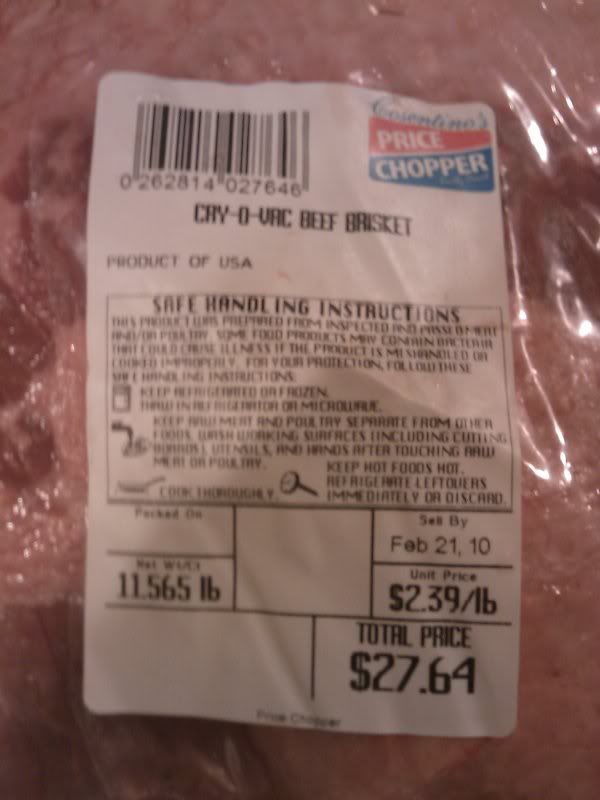 Cosentino's
PRICE
CHOPPER
0 262814 027646
CRY-O-VAC BEEF BRISKET
PRODUCT OF USA
SAFE HANDLING INSTRUCTIONS
THIS PRODUCT WAS PREPARED FROM INSPECTED AND PASSED MEAT
AND/OR POULTRY. SOME FOOD PRODUCTS MAY CONTAIN BACTERIA
THAT COULD CAUSE ILLNESS IF THE PRODUCT IS MISHANDLED OR
COOKED IMPROPERLY. FOR YOUR PROTECTION, FOLLOW THESE
SAFE HANDLING INSTRUCTIONS.
KEEP REFRIGERATED OR FROZEN.
THAW IN REFRIGERATOR OR MICROWAVE.
KEEP RAW MEAT AND POULTRY SEPARATE FROM OTHER
FOODS. WASH WORKING SURFACES (INCLUDING CUTTING
BOARDS), UTENSILS, AND HANDS AFTER TOUCHING RAW
MEAT OR POULTRY.
COOK THOROUGHLY.
KEEP HOT FOODS HOT.
REFRIGERATE LEFTOVERS
IMMEDIATELY OR DISCARD.
Packed On
Sell By
Feb 21, 10
Net Wt/Ct
11.565 lb
Unit Price
$2.39/lb
TOTAL PRICE
$27.64
Price Chopper